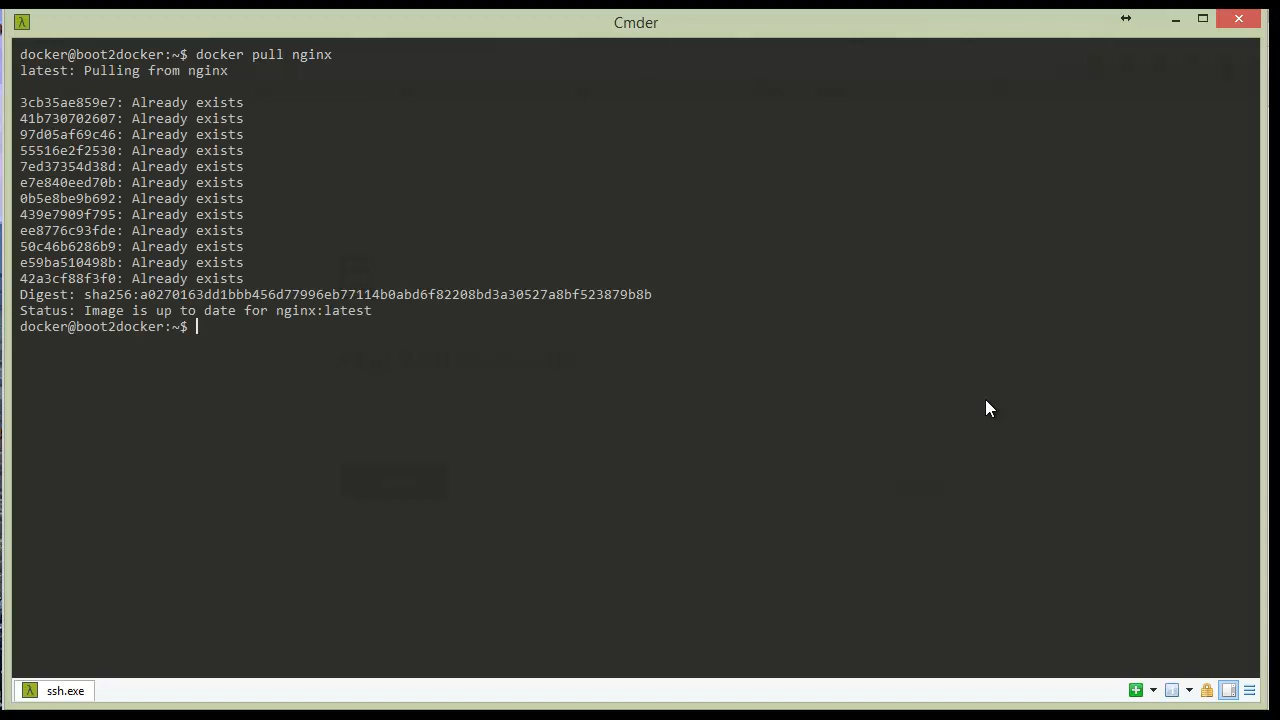 Cmder
docker@boot2docker:~$ docker pull nginx
latest: Pulling from nginx
3cb35ae859e7: Already exists
41b730702607: Already exists
97d05af69c46: Already exists
55516e2f2530: Already exists
7ed37354d38d: Already exists
e7e840eed70b: Already exists
0b5e8be9b692: Already exists
439e7909f795: Already exists
ee8776c93fde: Already exists
50c46b6286b9: Already exists
e59ba510498b: Already exists
42a3cf88f3f0: Already exists
Digest: sha256:a0270163dd1bbb456d77996eb77114b0abd6f82208bd3a30527a8bf523879b8b
Status: Image is up to date for nginx:latest
docker@boot2docker:~$
ssh.exe